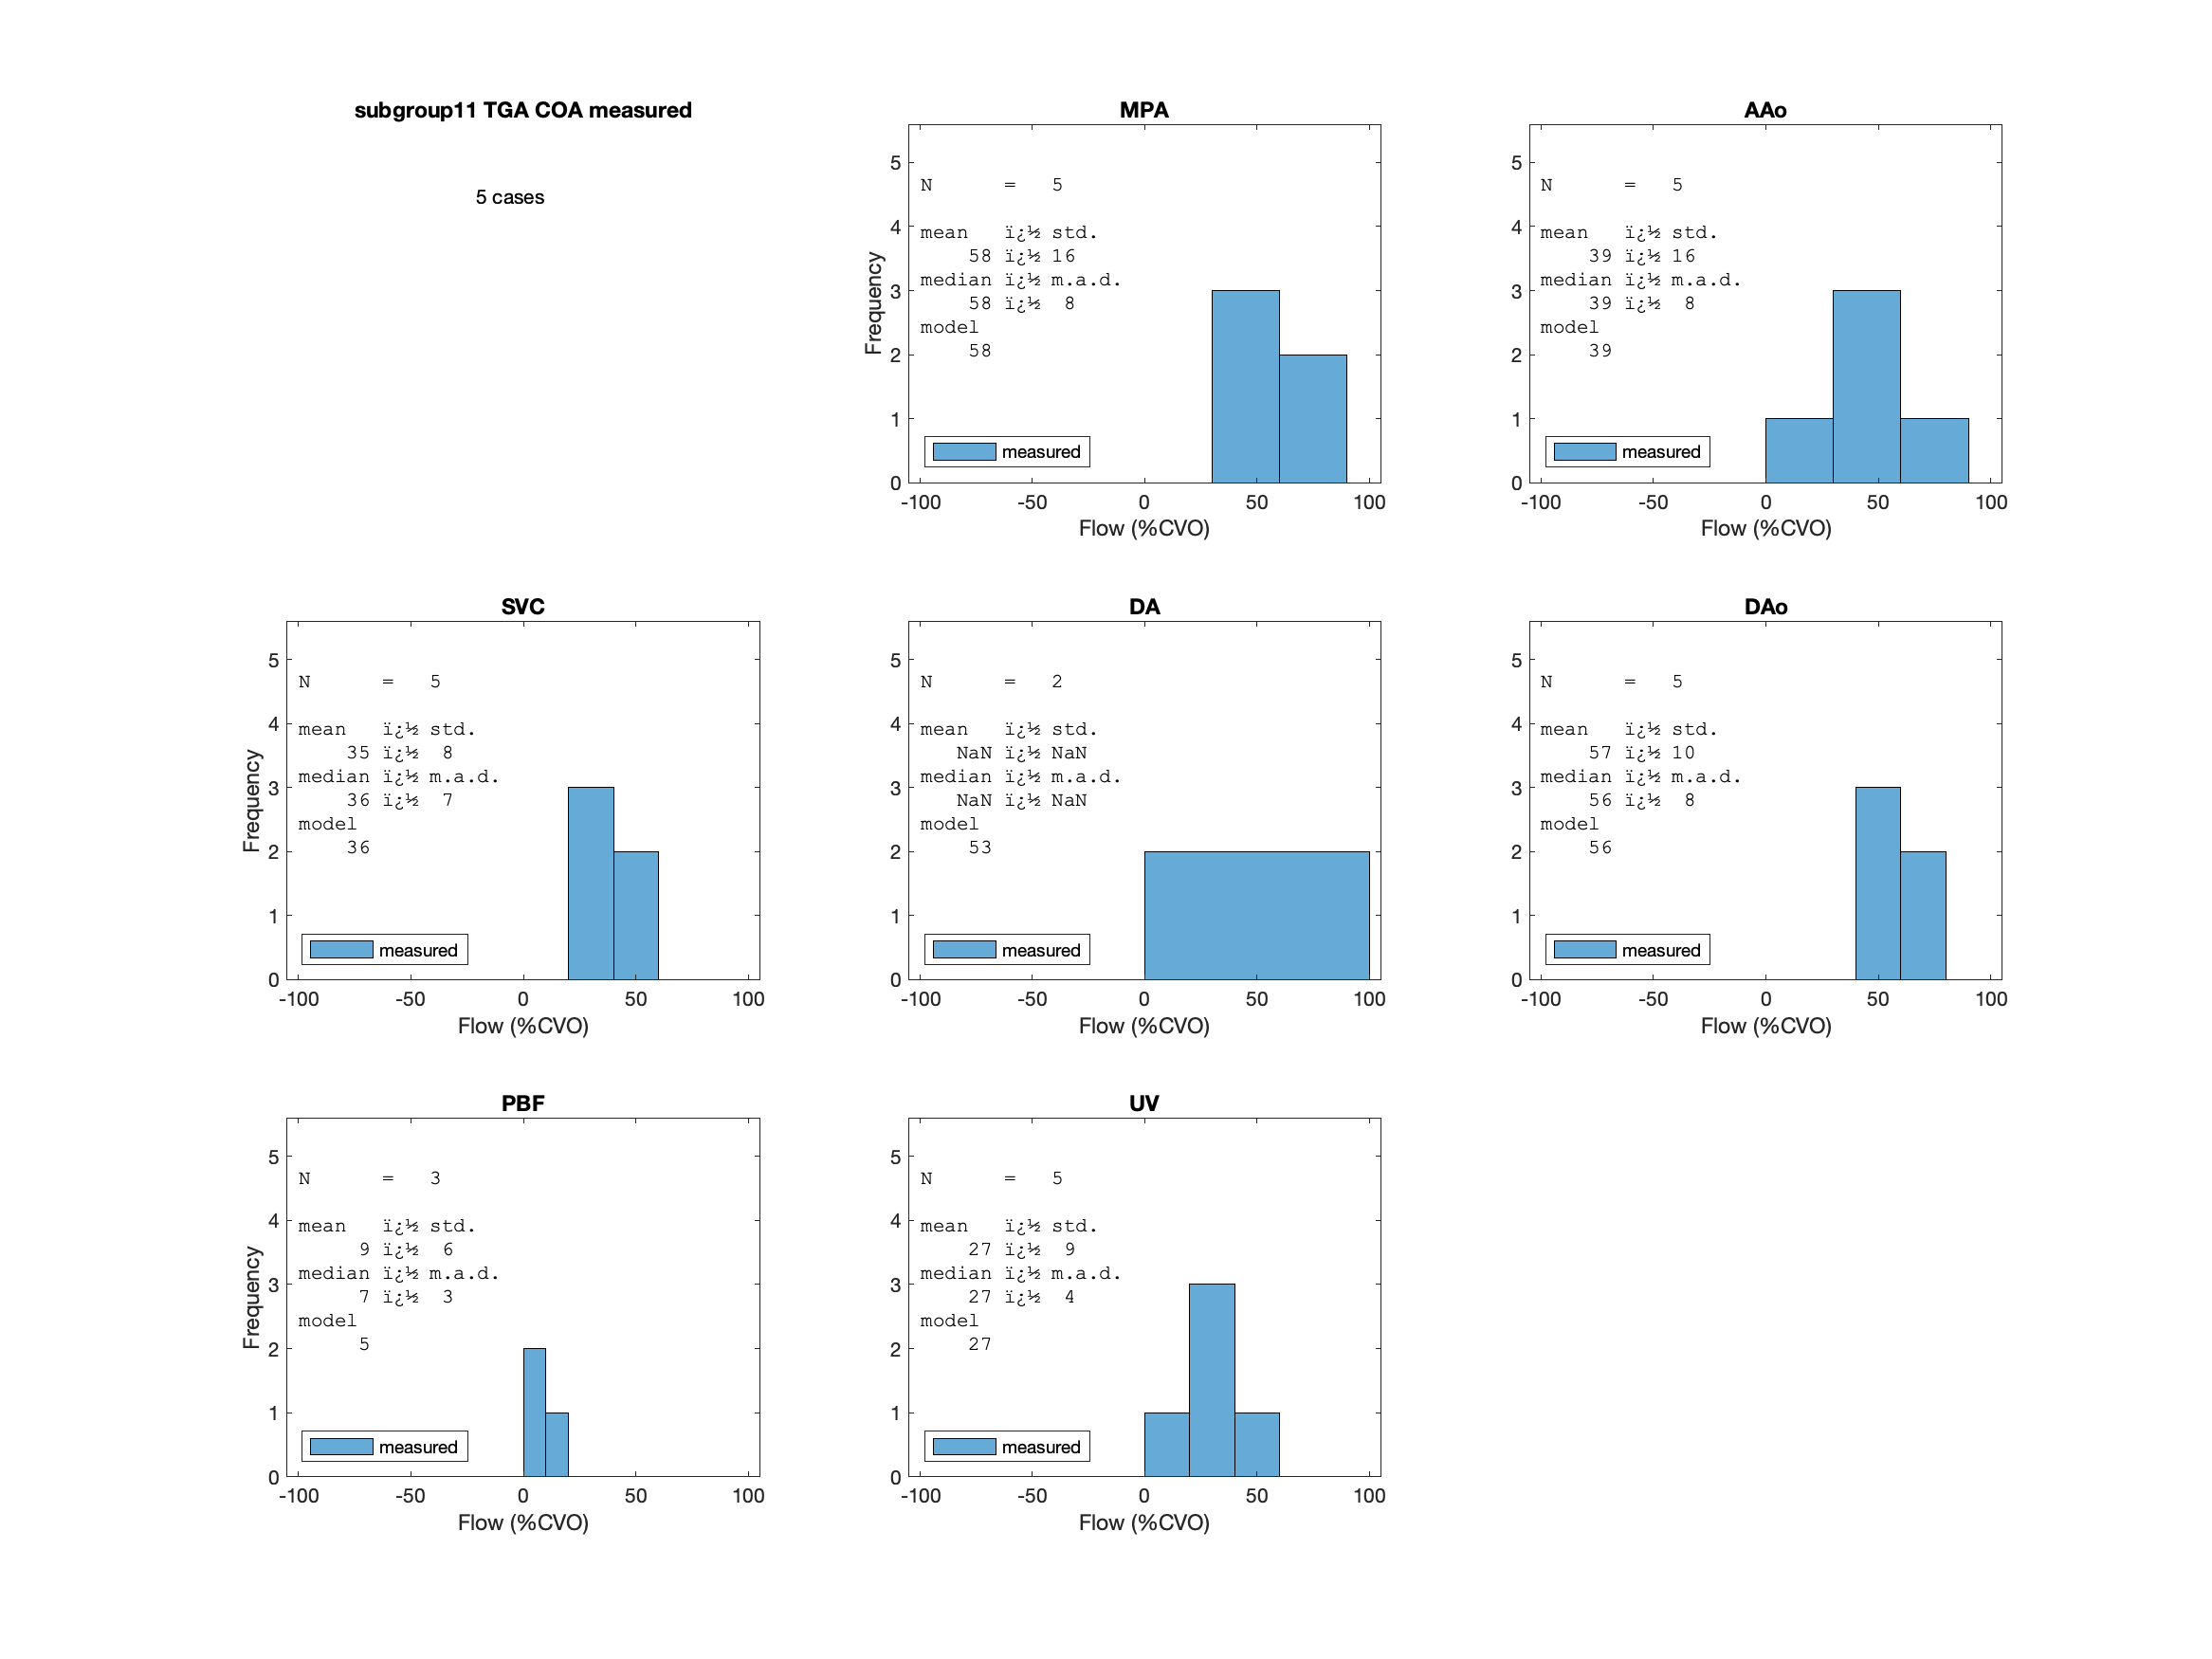 subgroup11 TGA COA measured
5 cases
MPA
5
4
3
2
1
0
Frequency
N = 5
mean ï¿½ std.
58 ï¿½ 16
median ï¿½ m.a.d.
58 ï¿½ 8
model
58
measured
-100 -50 0 50 100
Flow (%CVO)
AAo
5
4
3
2
1
0
N = 5
mean ï¿½ std.
39 ï¿½ 16
median ï¿½ m.a.d.
39 ï¿½ 8
model
39
measured
-100 -50 0 50 100
Flow (%CVO)
SVC
5
4
3
2
1
0
Frequency
N = 5
mean ï¿½ std.
35 ï¿½ 8
median ï¿½ m.a.d.
36 ï¿½ 7
model
36
measured
-100 -50 0 50 100
Flow (%CVO)
DA
5
4
3
2
1
0
N = 2
mean ï¿½ std.
NaN ï¿½ NaN
median ï¿½ m.a.d.
NaN ï¿½ NaN
model
53
measured
-100 -50 0 50 100
Flow (%CVO)
DAo
5
4
3
2
1
0
N = 5
mean ï¿½ std.
57 ï¿½ 10
median ï¿½ m.a.d.
56 ï¿½ 8
model
56
measured
-100 -50 0 50 100
Flow (%CVO)
PBF
5
4
3
2
1
0
Frequency
N = 3
mean ï¿½ std.
9 ï¿½ 6
median ï¿½ m.a.d.
7 ï¿½ 3
model
5
measured
-100 -50 0 50 100
Flow (%CVO)
UV
5
4
3
2
1
0
N = 5
mean ï¿½ std.
27 ï¿½ 9
median ï¿½ m.a.d.
27 ï¿½ 4
model
27
measured
-100 -50 0 50 100
Flow (%CVO)